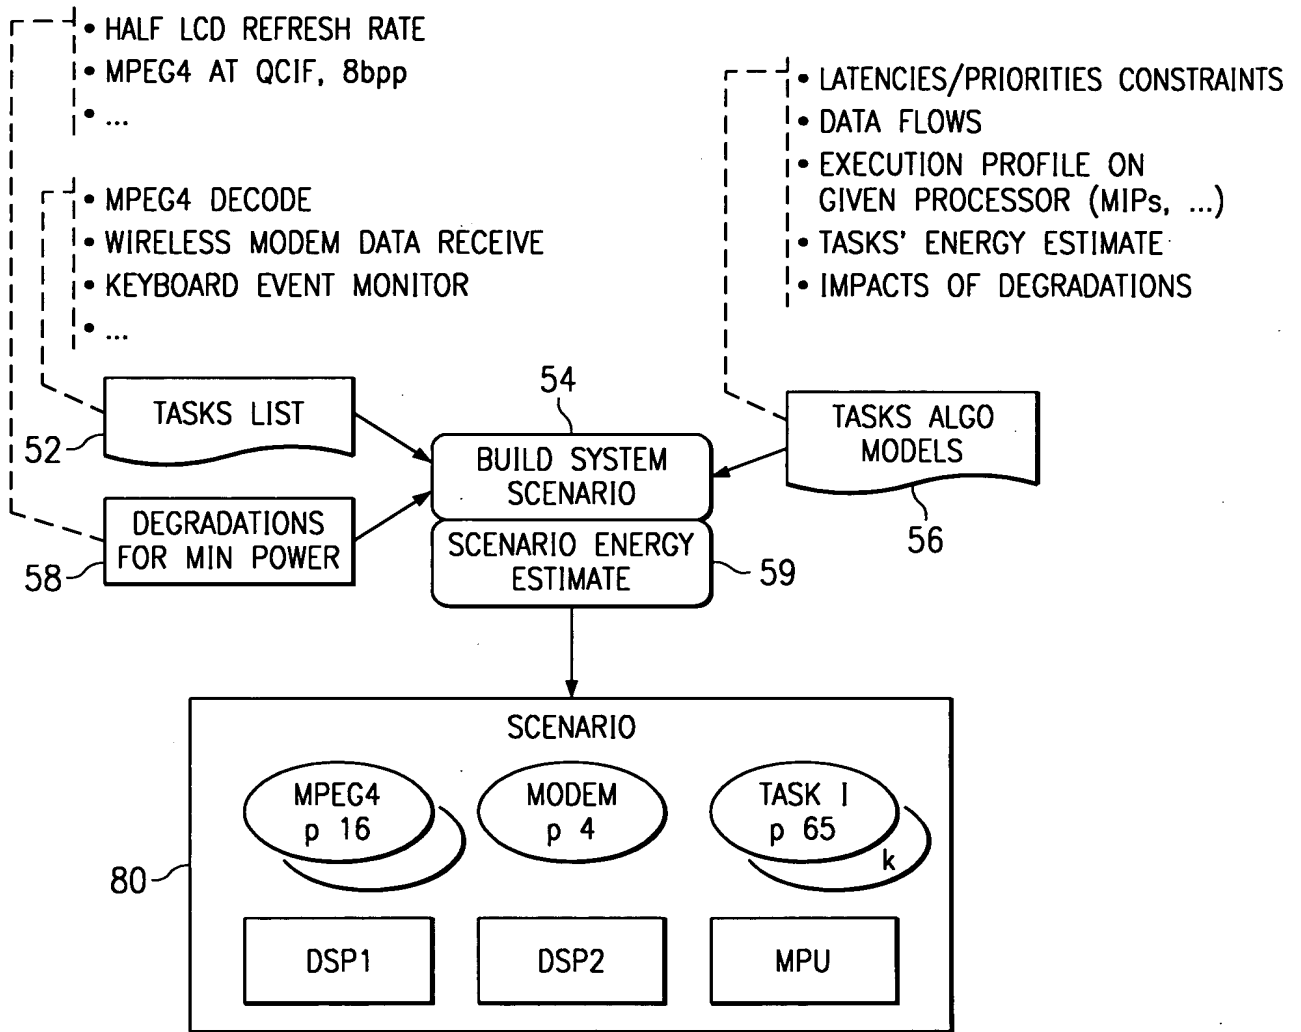 • HALF LCD REFRESH RATE
• MPEG4 AT QCIF, 8bpp
• ...
• MPEG4 DECODE
• WIRELESS MODEM DATA RECEIVE
• KEYBOARD EVENT MONITOR
• ...
• LATENCIES/PRIORITIES CONSTRAINTS
• DATA FLOWS
• EXECUTION PROFILE ON
GIVEN PROCESSOR (MIPs, ...)
• TASKS' ENERGY ESTIMATE
• IMPACTS OF DEGRADATIONS
TASKS LIST
52
DEGRADATIONS
FOR MIN POWER
58
54
BUILD SYSTEM
SCENARIO
SCENARIO ENERGY
ESTIMATE
59
TASKS ALGO
MODELS
56
SCENARIO
MPEG4
p 16
MODEM
p 4
TASK I
p 65
k
80
DSP1
DSP2
MPU